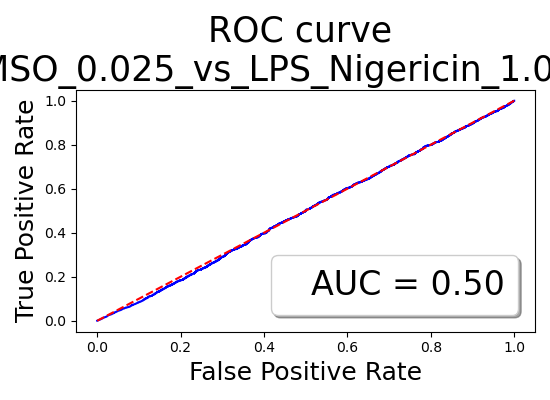 ROC curve
MSO_0.025_vs_LPS_Nigericin_1.0
True Positive Rate
1.0
0.8
0.6
0.4
0.2
0.0
AUC = 0.50
0.0 0.2 0.4 0.6 0.8 1.0
False Positive Rate